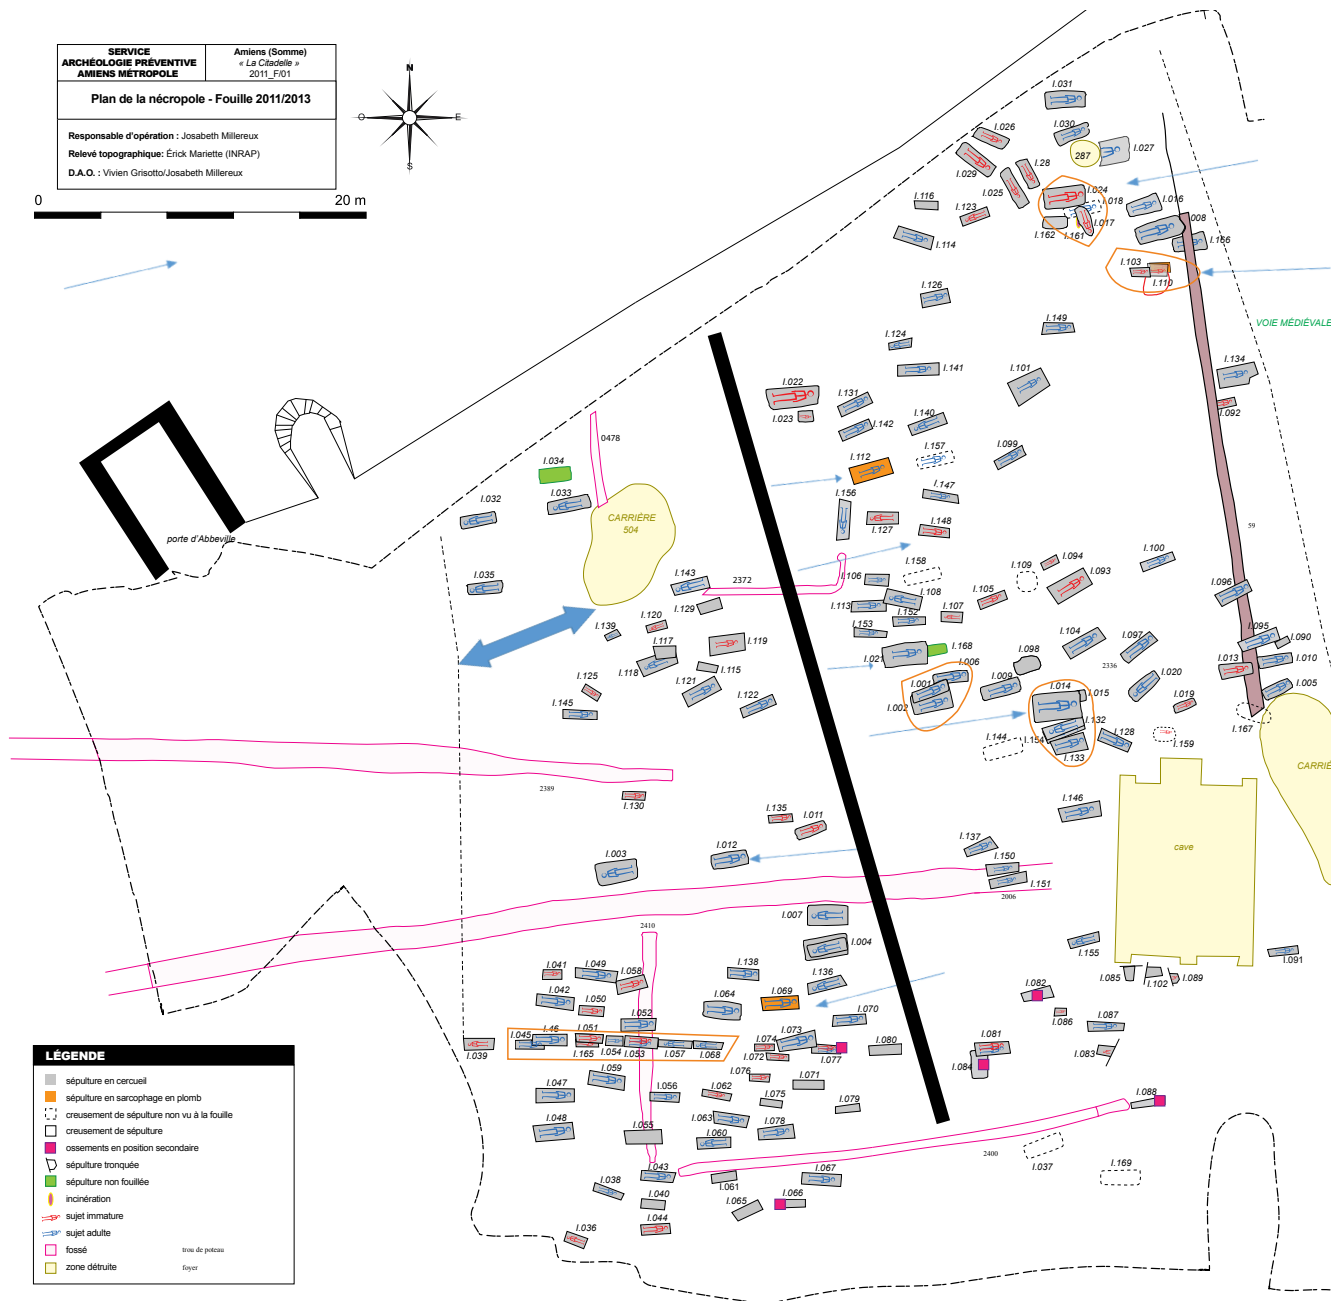 SERVICE
ARCHÉOLOGIE PRÉVENTIVE
AMIENS MÉTROPOLE
Amiens (Somme)
« La Citadelle »
2011_F/01
Plan de la nécropole - Fouille 2011/2013
Responsable d'opération : Josabeth Millereux
Relevé topographique: Érick Mariette (INRAP)
D.A.O. : Vivien Grisotto/Josabeth Millereux
0 20 m
N
O E
S
I.031
I.026
I.030
I.027
287
I.029
I.28
I.025
I.024
I.018
I.017
I.016
I.116
I.123
I.162
I.161
008
I.114
I.166
I.103
I.110
I.126
VOIE MÉDIÉVALE
I.149
I.124
I.141
I.101
I.134
I.022
I.131
I.092
I.023
I.142
I.140
0478
I.034
I.112
I.157
I.099
I.032
I.033
I.156
I.147
CARRIÈRE
504
I.127
I.148
59
porte d'Abbeville
I.158
I.094
I.100
I.109
I.093
I.035
I.143
2372
I.106
I.096
I.129
I.108
I.105
I.113
I.107
I.139
I.120
I.152
I.153
I.119
I.104
I.097
I.095
I.090
I.117
I.168
I.098
I.118
I.115
I.021
I.006
2336
I.013
I.010
I.125
I.121
I.001
I.009
I.014
I.015
I.020
I.005
I.145
I.122
I.002
I.019
I.132
I.167
I.144
I.154
I.128
I.159
I.133
CARRIÈ
2389
I.130
I.135
I.011
I.146
I.003
I.012
I.137
cave
I.150
I.151
2006
I.007
2410
I.004
I.155
I.091
I.041
I.049
I.058
I.138
I.136
I.085
I.102
I.089
I.042
I.050
I.064
I.069
I.082
I.052
I.070
I.086
I.087
I.039
I.045
I.46
I.051
I.074
I.073
I.080
I.081
I.165
I.054
I.053
I.057
I.068
I.072
I.077
I.083
I.084
I.059
I.076
I.071
I.047
I.056
I.062
I.075
I.079
I.088
I.048
I.063
I.078
I.055
I.060
2400
I.037
I.043
I.067
I.169
I.038
I.061
I.040
I.065
I.066
I.044
I.036
LÉGENDE
sépulture en cercueil
sépulture en sarcophage en plomb
creusement de sépulture non vu à la fouille
creusement de sépulture
ossements en position secondaire
sépulture tronquée
sépulture non fouillée
incinération
sujet immature
sujet adulte
fossé trou de poteau
zone détruite foyer